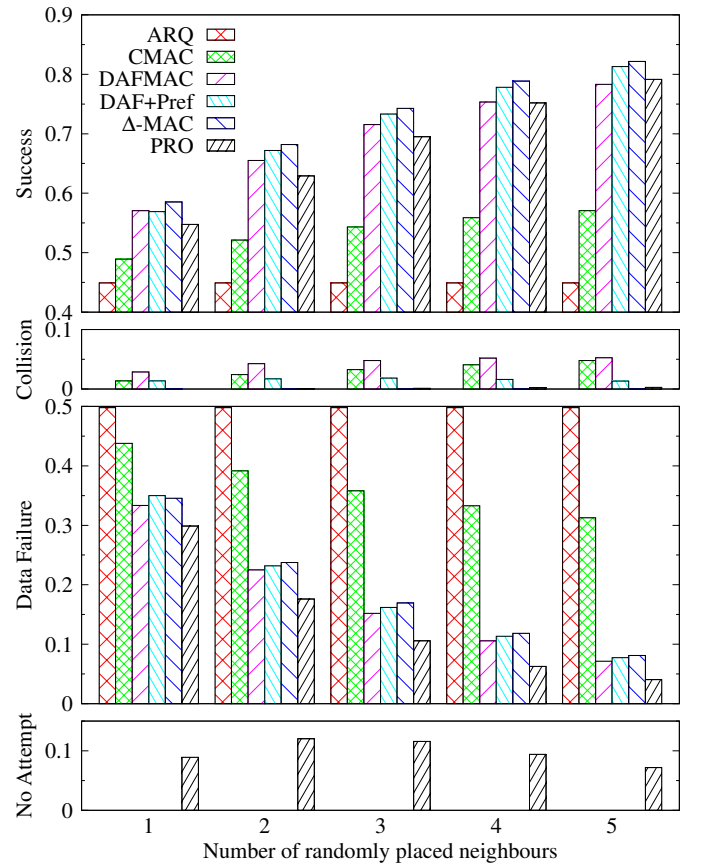 0.9
0.8
0.7
0.6
0.5
0.4
Success
ARQ
CMAC
DAFMAC
DAF+Pref
Δ-MAC
PRO
0.1
0
Collision
0.5
0.4
0.3
0.2
0.1
0
Data Failure
0.1
0
No Attempt
1 2 3 4 5
Number of randomly placed neighbours